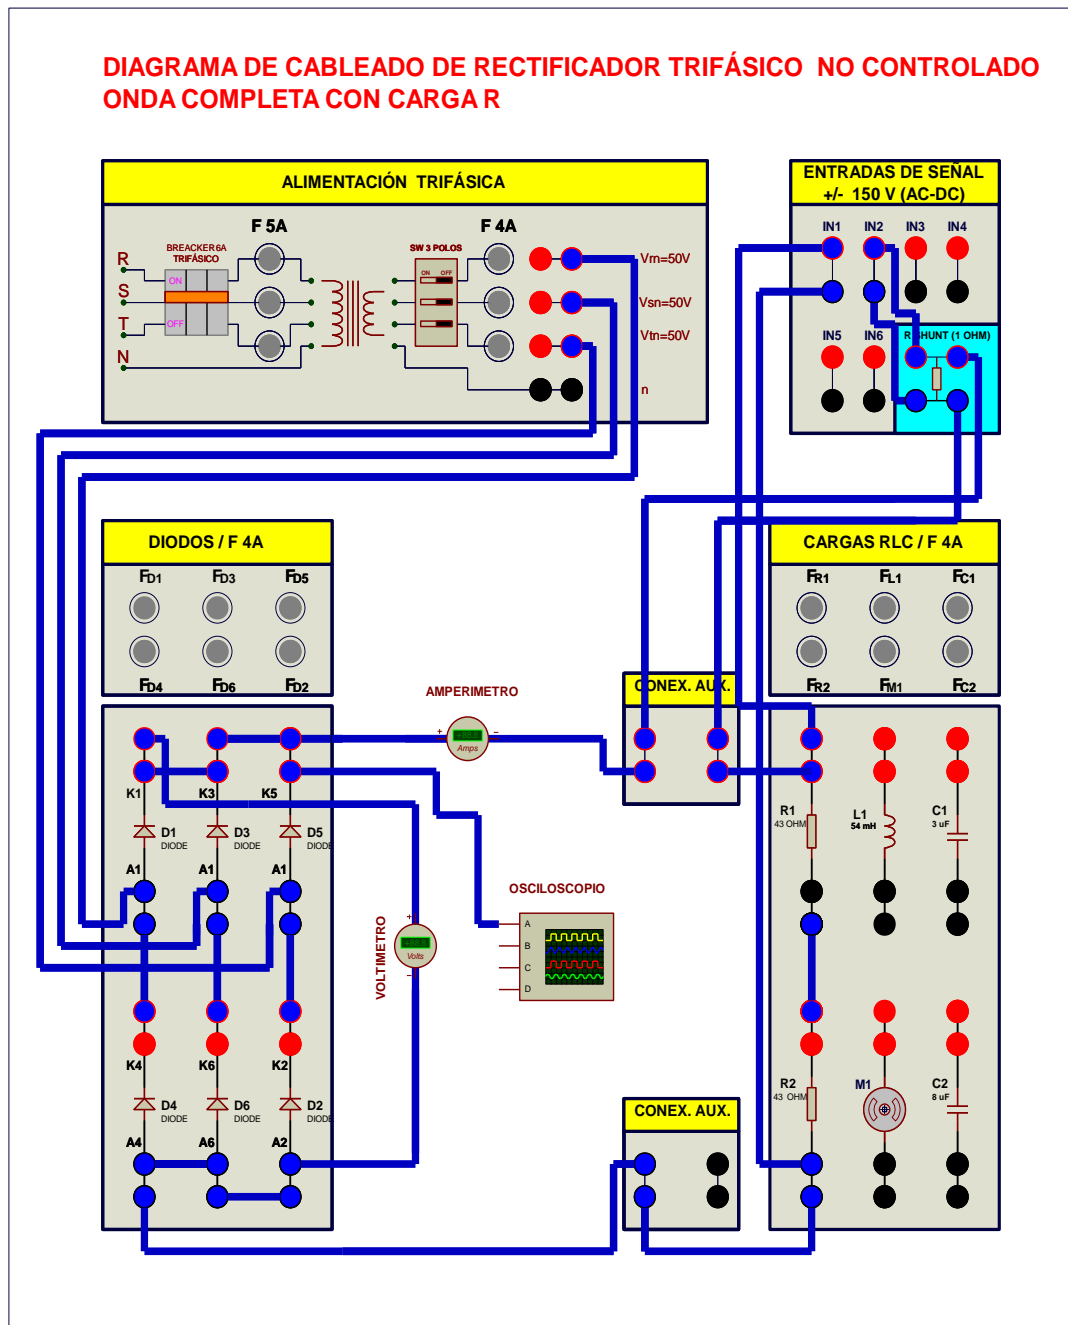 DIAGRAMA DE CABLEADO DE RECTIFICADOR TRIFÁSICO NO CONTROLADO
ONDA COMPLETA CON CARGA R
ALIMENTACIÓN TRIFÁSICA
F 5A
F 4A
BREACKER 6A
TRIFÁSICO
SW 3 POLOS
R
S
T
N
ON
OFF
ON OFF
Vrn=50V
Vsn=50V
Vtn=50V
n
ENTRADAS DE SEÑAL
+/- 150 V (AC-DC)
IN1 IN2 IN3 IN4
IN5 IN6
R SHUNT (1 OHM)
DIODOS / F 4A
FD1 FD3 FD5
FD4 FD6 FD2
CARGAS RLC / F 4A
FR1 FL1 FC1
FR2 FM1 FC2
CONEX. AUX.
AMPERIMETRO
+ −
Amps
K1 K3 K5
D1 D3 D5
DIODE DIODE DIODE
A1 A1 A1
K4 K6 K2
D4 D6 D2
DIODE DIODE DIODE
A4 A6 A2
VOLTIMETRO
+
Volts
−
OSCILOSCOPIO
A
B
C
D
R1
43 OHM
L1
54 mH
C1
3 uF
R2
43 OHM
M1
C2
8 uF
CONEX. AUX.